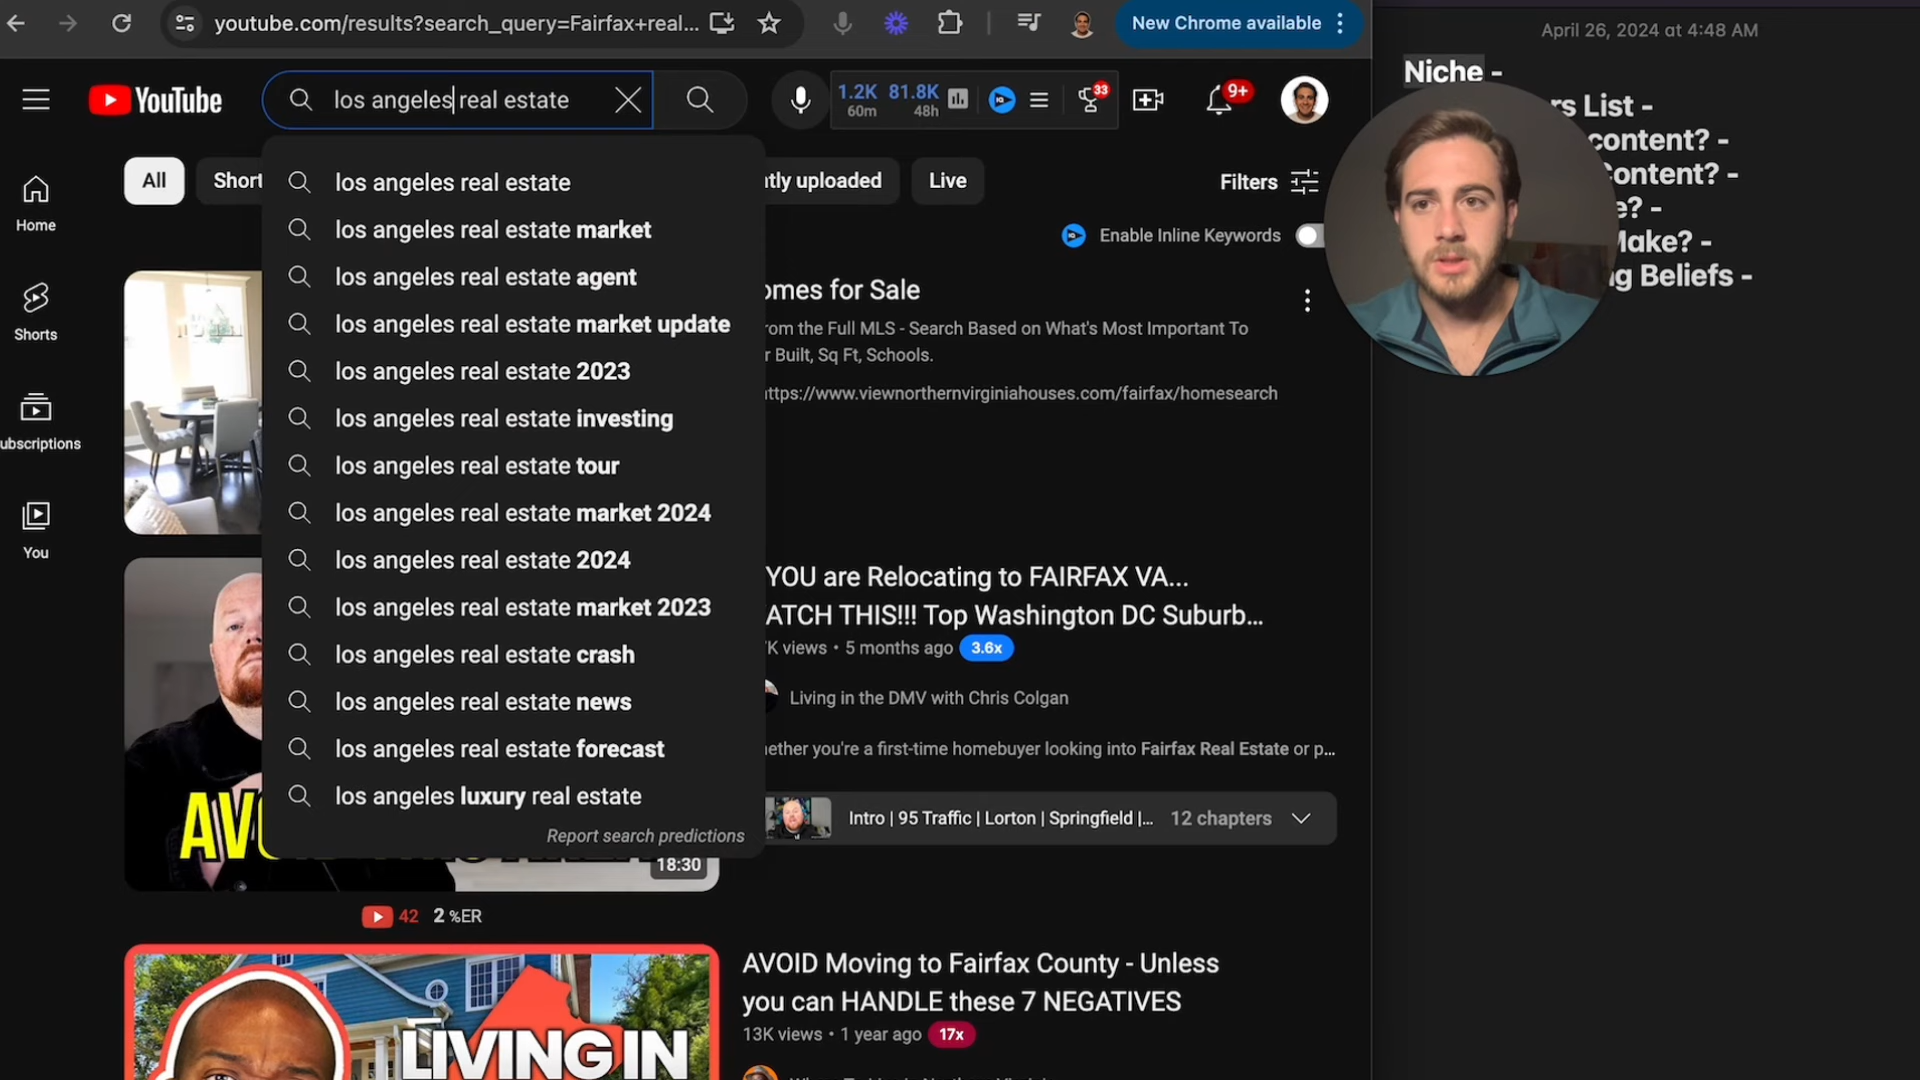 youtube.com/results?search_query=Fairfax+real...
New Chrome available
April 26, 2024 at 4:48 AM
YouTube
los angeles real estate
1.2K 81.8K
60m 48h
33
9+
Niche -
rs List -
content? -
Content? -
e? -
Make? -
g Beliefs -
All
Short
ntly uploaded
Live
Filters
Enable Inline Keywords
Home
Shorts
ubscriptions
You
los angeles real estate
los angeles real estate market
los angeles real estate agent
los angeles real estate market update
los angeles real estate 2023
los angeles real estate investing
los angeles real estate tour
los angeles real estate market 2024
los angeles real estate 2024
los angeles real estate market 2023
los angeles real estate crash
los angeles real estate news
los angeles real estate forecast
los angeles luxury real estate
Report search predictions
omes for Sale
rom the Full MLS - Search Based on What's Most Important To
r Built, Sq Ft, Schools.
ttps://www.viewnorthernvirginiahouses.com/fairfax/homesearch
YOU are Relocating to FAIRFAX VA...
ATCH THIS!!! Top Washington DC Suburb...
K views • 5 months ago 3.6x
Living in the DMV with Chris Colgan
hether you're a first-time homebuyer looking into Fairfax Real Estate or p...
Intro | 95 Traffic | Lorton | Springfield |... 12 chapters
18:30
42 2 %ER
AVOID Moving to Fairfax County - Unless
you can HANDLE these 7 NEGATIVES
13K views • 1 year ago 17x
LIVING IN